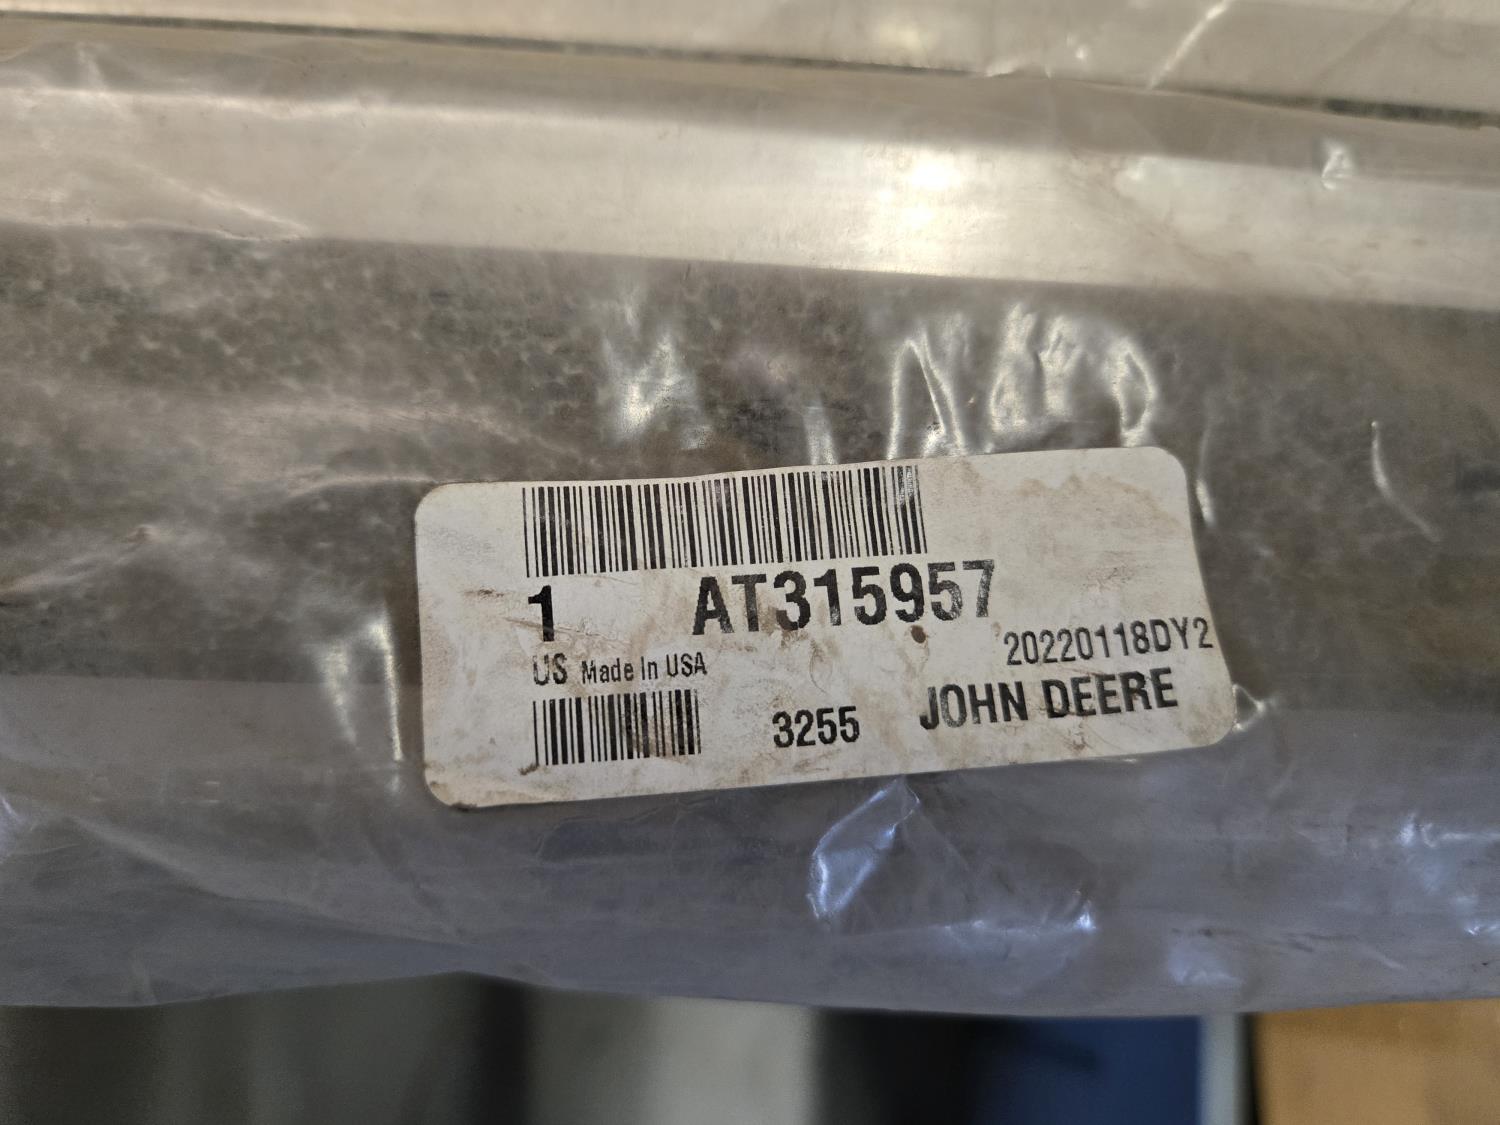 1 AT315957
20220118DY2
US Made In USA
3255 JOHN DEERE